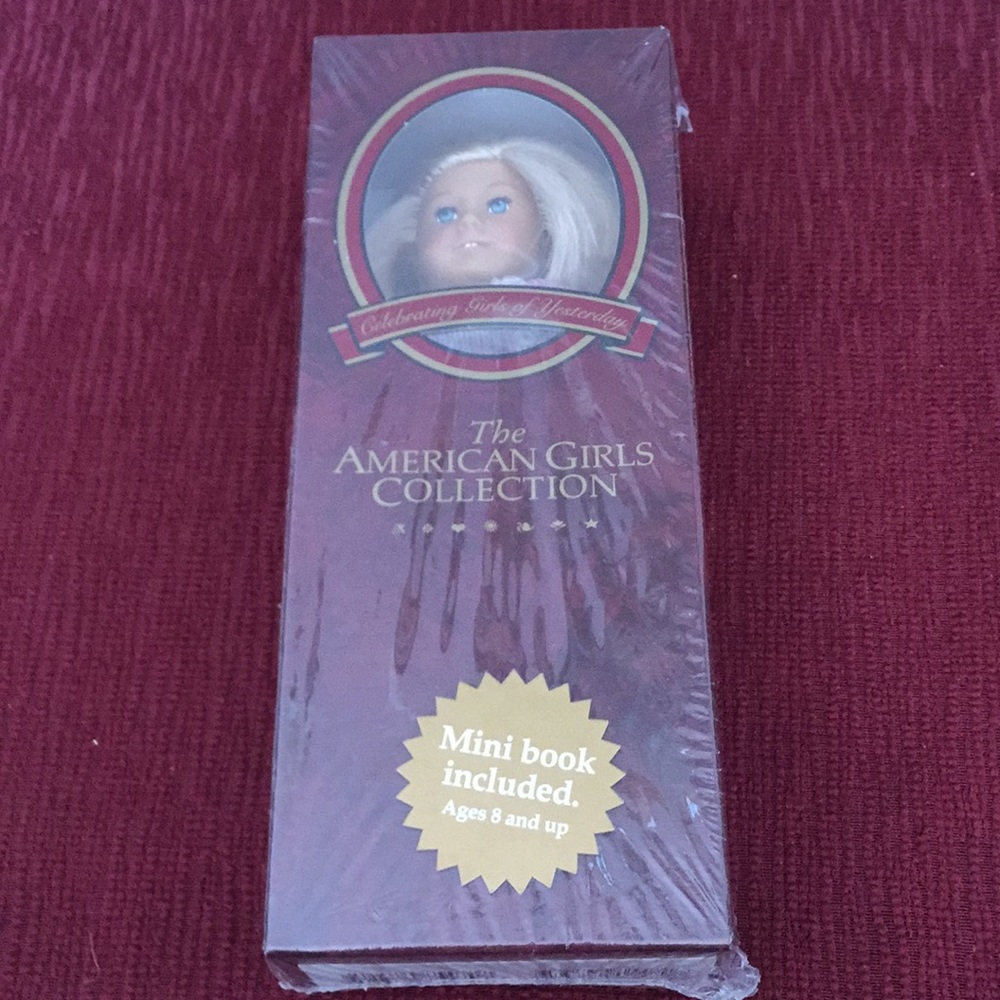 Celebrating Girls of Yesterday
The
AMERICAN GIRLS
COLLECTION
Mini book
included.
Ages 8 and up